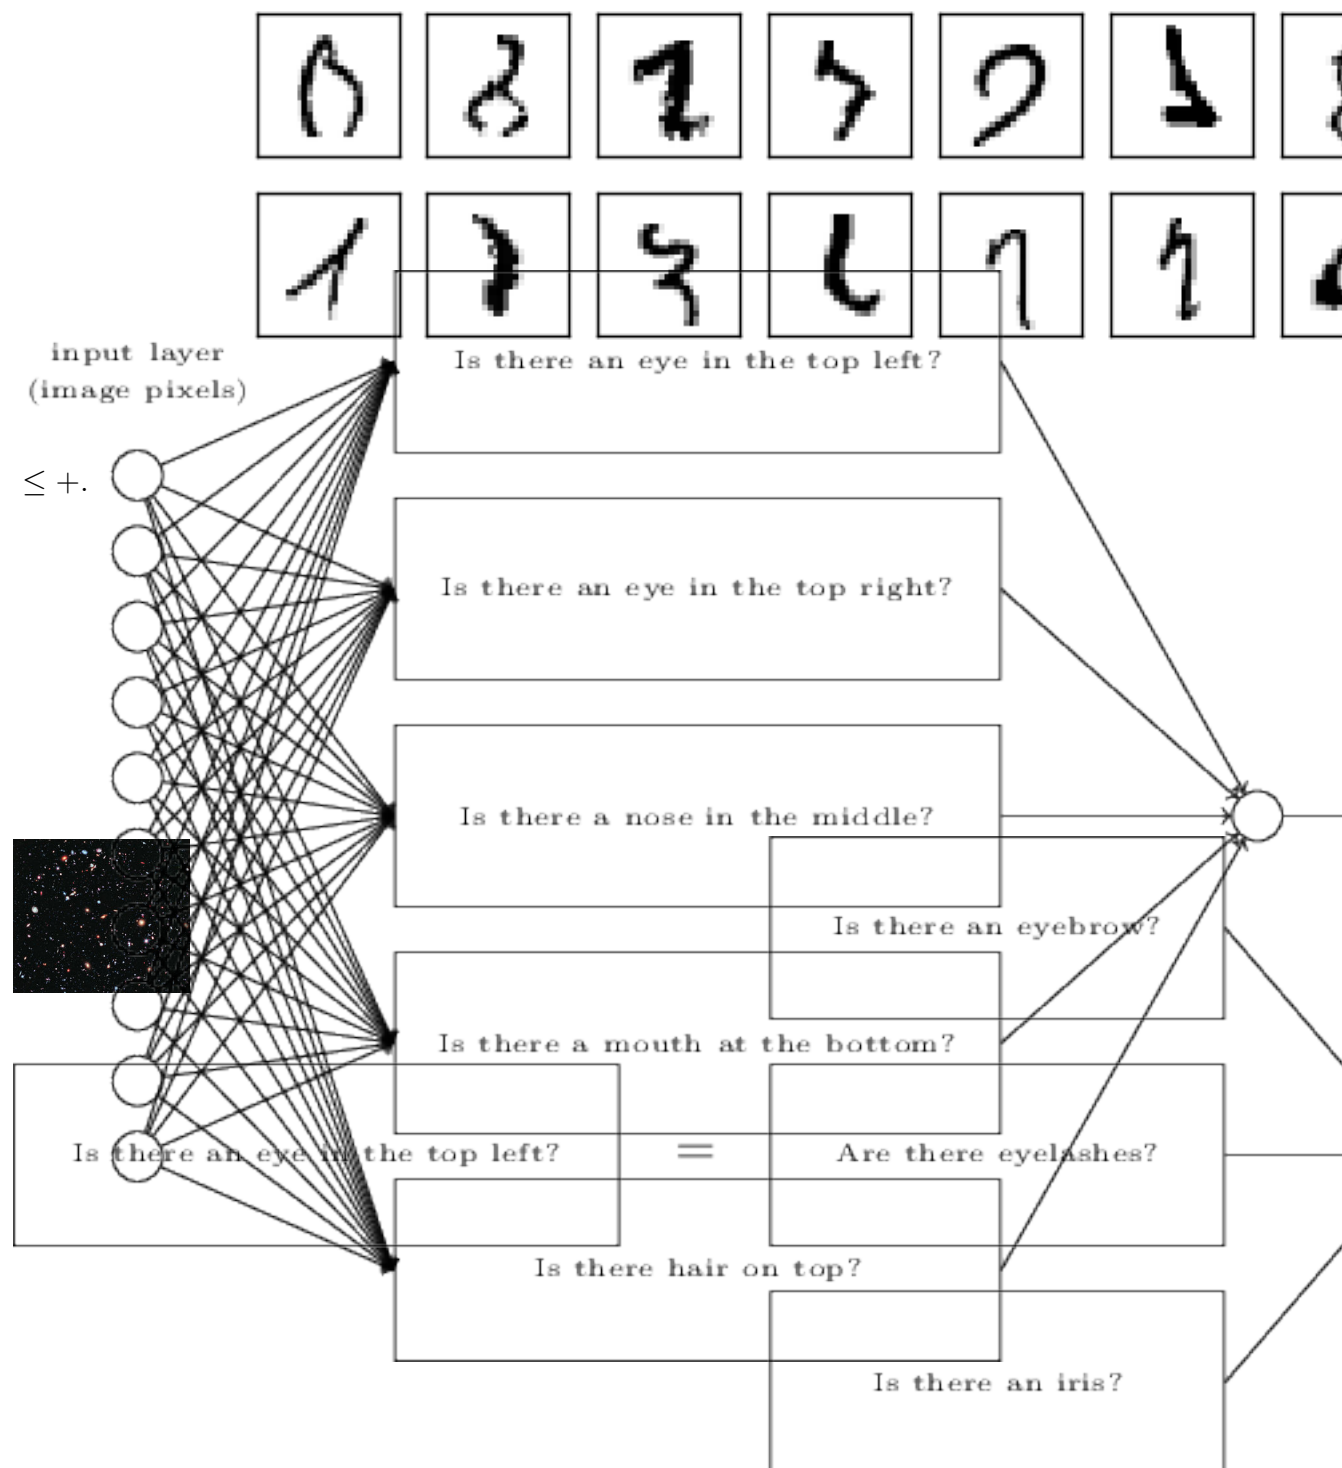 input layer
(image pixels)
Is there an eye in the top left?
≤ +.
Is there an eye in the top right?
Is there a nose in the middle?
Is there an eyebrow?
Is there a mouth at the bottom?
Is there an eye in the top left? = Are there eyelashes?
Is there hair on top?
Is there an iris?